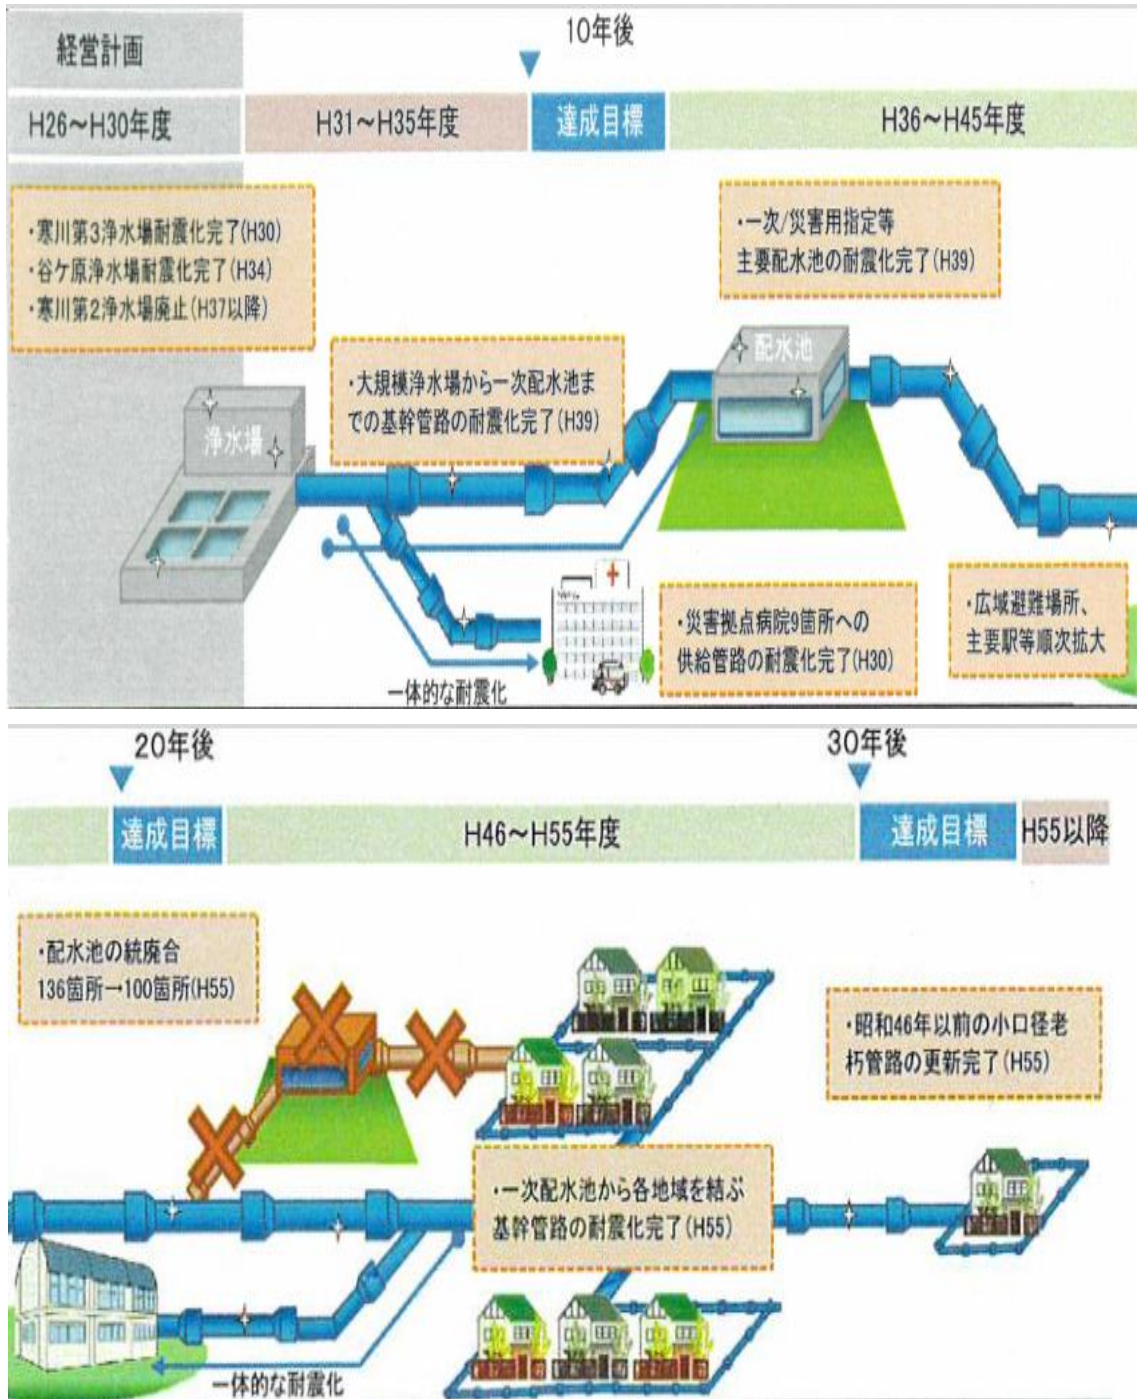 10年後
経営計画
H26～H30年度
H31～H35年度
達成目標
H36～H45年度
・寒川第3浄水場耐震化完了(H30)
・谷ケ原浄水場耐震化完了(H34)
・寒川第2浄水場廃止(H37以降)
・一次/災害用指定等
主要配水池の耐震化完了(H39)
・大規模浄水場から一次配水池ま
での基幹管路の耐震化完了(H39)
配水池
浄水場
・災害拠点病院9箇所への
供給管路の耐震化完了(H30)
・広域避難場所、
主要駅等順次拡大
一体的な耐震化
20年後
30年後
達成目標
H46～H55年度
達成目標
H55以降
・配水池の統廃合
136箇所→100箇所(H55)
・昭和46年以前の小口径老
朽管路の更新完了(H55)
・一次配水池から各地域を結ぶ
基幹管路の耐震化完了(H55)
一体的な耐震化